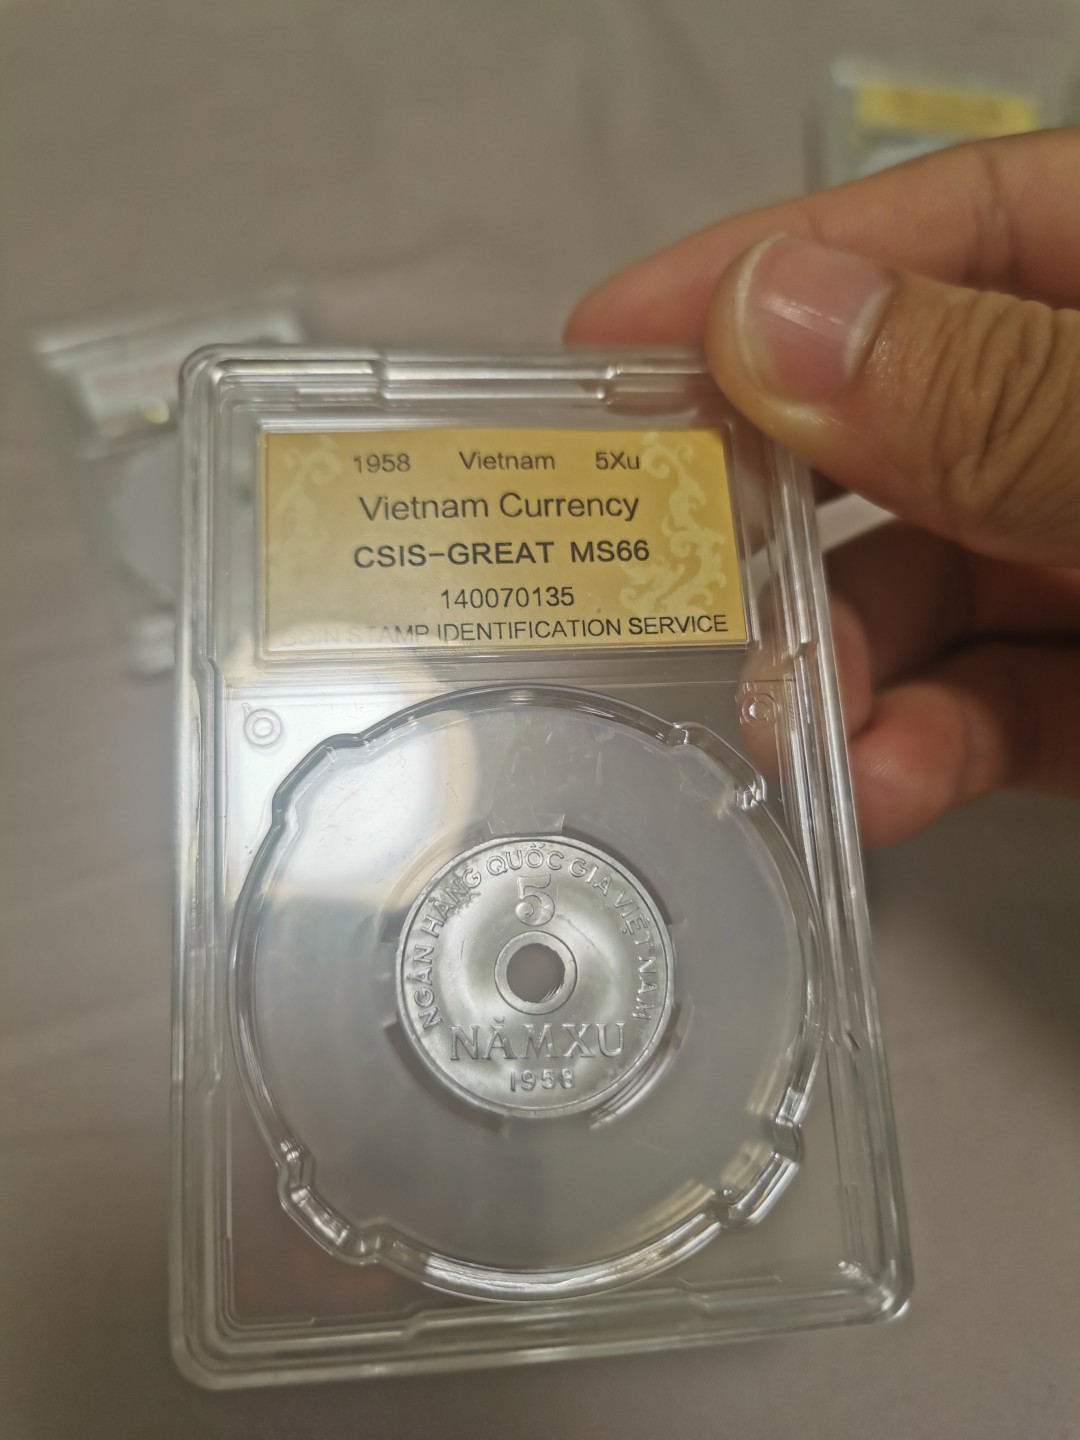 1958 Vietnam 5Xu
Vietnam Currency
CSIS-GREAT MS66
140070135
COIN STAMP IDENTIFICATION SERVICE
NGÂN HÀNG QUỐC GIA VIỆT NAM
5
NĂM XU
1958